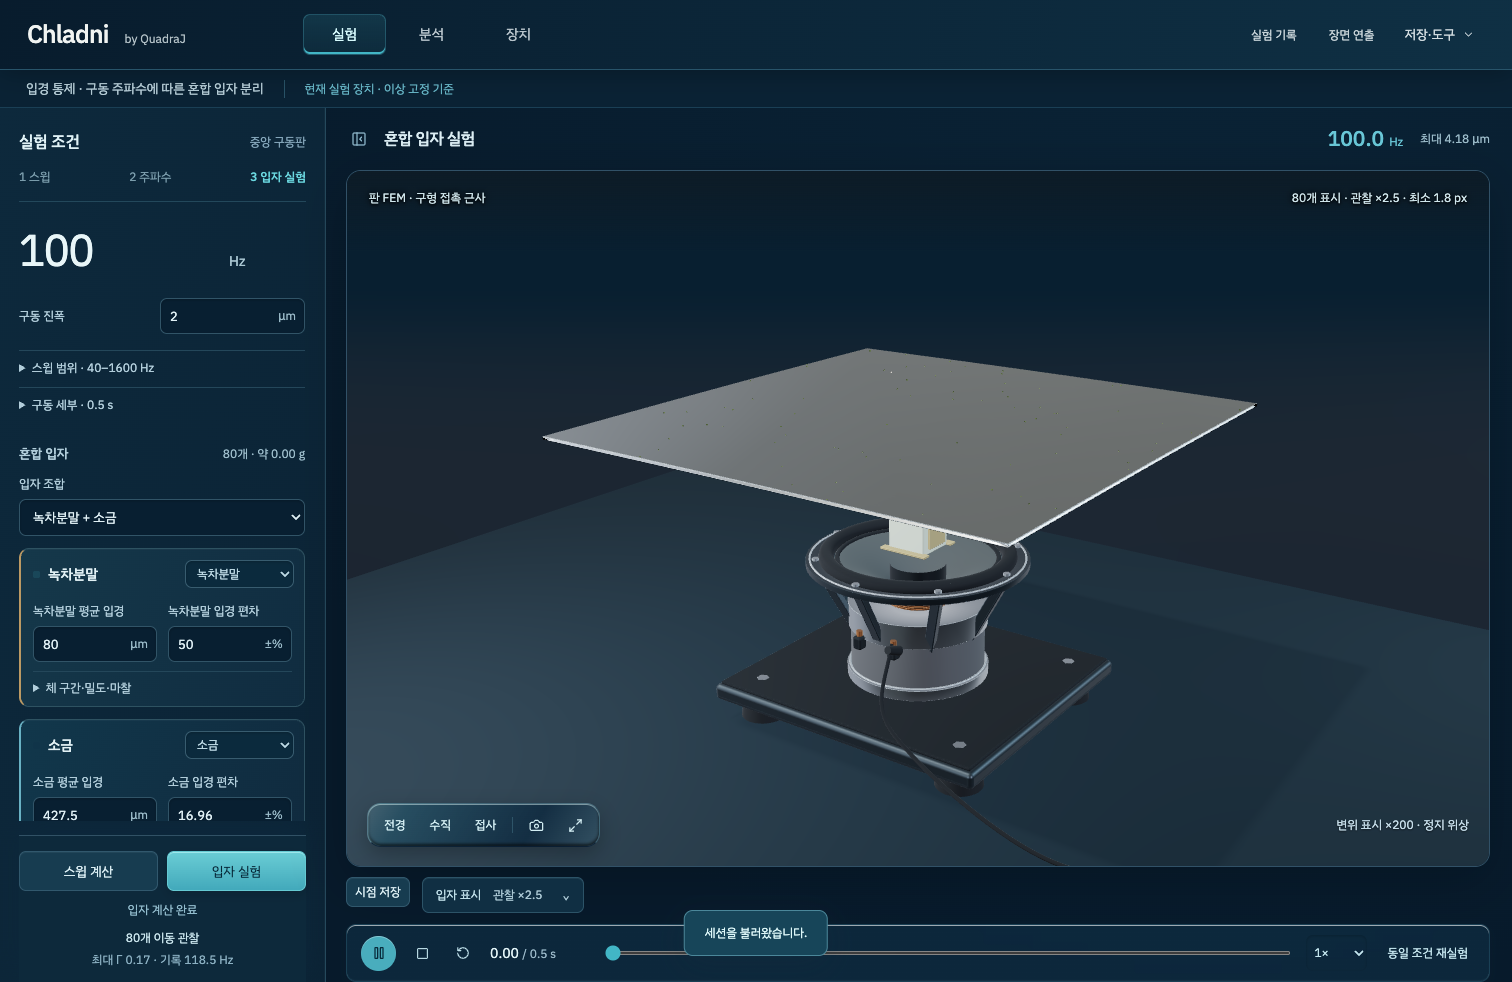 Chladni by QuadraJ 실험 분석 장치 실험 기록 장면 연출 저장·도구
입경 통제 · 구동 주파수에 따른 혼합 입자 분리 현재 실험 장치 · 이상 고정 기준
실험 조건 중앙 구동판
1 스윕 2 주파수 3 입자 실험
100 Hz
구동 진폭 2 µm
스윕 범위 · 40–1600 Hz
구동 세부 · 0.5 s
혼합 입자 80개 · 약 0.00 g
입자 조합
녹차분말 + 소금
녹차분말 녹차분말
녹차분말 평균 입경 녹차분말 입경 편차
80 µm 50 ±%
체 구간·밀도·마찰
소금 소금
소금 평균 입경 소금 입경 편차
427.5 µm 16.96 ±%
스윕 계산 입자 실험
입자 계산 완료
80개 이동 관찰
최대 Γ 0.17 · 기록 118.5 Hz
혼합 입자 실험 100.0 Hz 최대 4.18 µm
판 FEM · 구형 접촉 근사 80개 표시 · 관찰 ×2.5 · 최소 1.8 px
전경 수직 접사 변위 표시 ×200 · 정지 위상
시점 저장 입자 표시 관찰 ×2.5
세션을 불러왔습니다.
0.00 / 0.5 s 1× 동일 조건 재실험